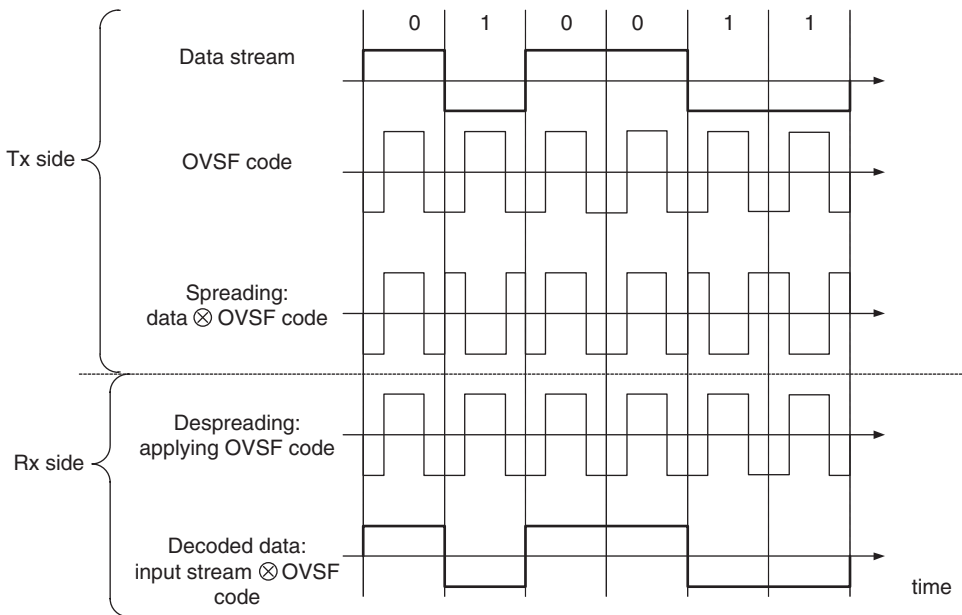 0 1 0 0 1 1
Data stream
Tx side
OVSF code
Spreading:
data ⊗ OVSF code
Despreading:
applying OVSF code
Rx side
Decoded data:
input stream ⊗ OVSF
code
time